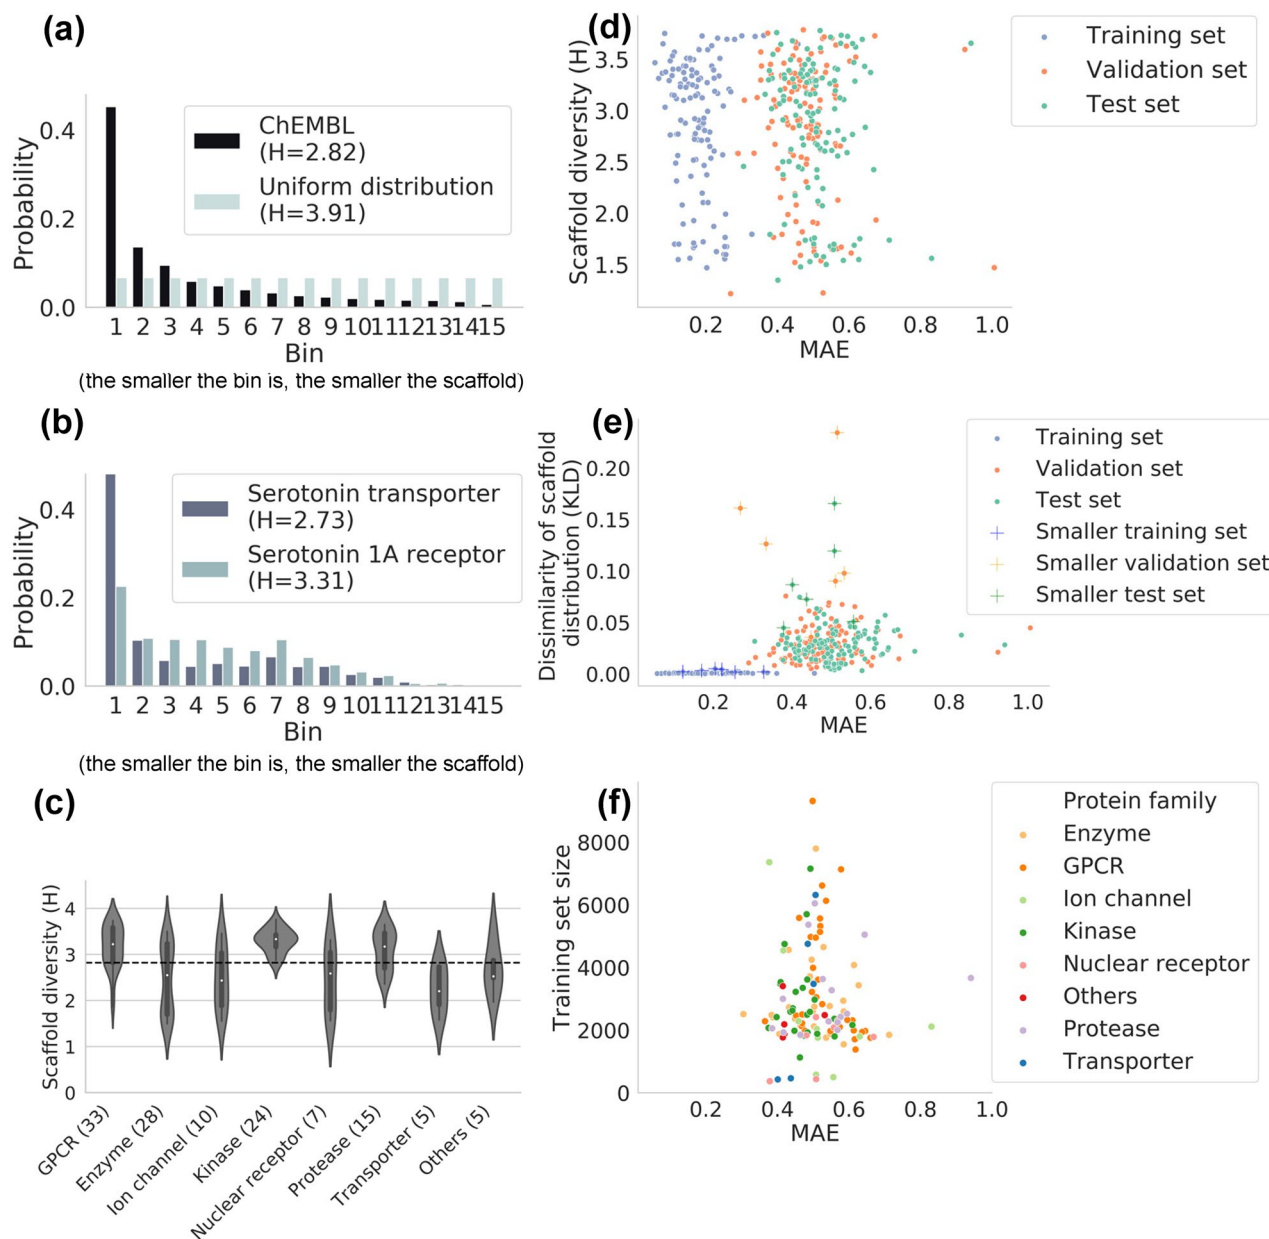 (a)
Probability
0.4
0.2
0.0
ChEMBL
(H=2.82)
Uniform distribution
(H=3.91)
1 2 3 4 5 6 7 8 9 10 11 12 13 14 15
Bin
(the smaller the bin is, the smaller the scaffold)
(b)
Probability
0.4
0.2
0.0
Serotonin transporter
(H=2.73)
Serotonin 1A receptor
(H=3.31)
1 2 3 4 5 6 7 8 9 10 11 12 13 14 15
Bin
(the smaller the bin is, the smaller the scaffold)
(c)
Scaffold diversity (H)
4
3
2
1
0
GPCR (33)
Enzyme (28)
Ion channel (10)
Kinase (24)
Nuclear receptor (7)
Protease (15)
Transporter (5)
Others (5)
(d)
Scaffold diversity (H)
3.5
3.0
2.5
2.0
1.5
0.2 0.4 0.6 0.8 1.0
MAE
Training set
Validation set
Test set
(e)
Dissimilarity of scaffold
distribution (KLD)
0.20
0.15
0.10
0.05
0.00
0.2 0.4 0.6 0.8 1.0
MAE
Training set
Validation set
Test set
Smaller training set
Smaller validation set
Smaller test set
(f)
Training set size
8000
6000
4000
2000
0
0.2 0.4 0.6 0.8 1.0
MAE
Protein family
Enzyme
GPCR
Ion channel
Kinase
Nuclear receptor
Others
Protease
Transporter